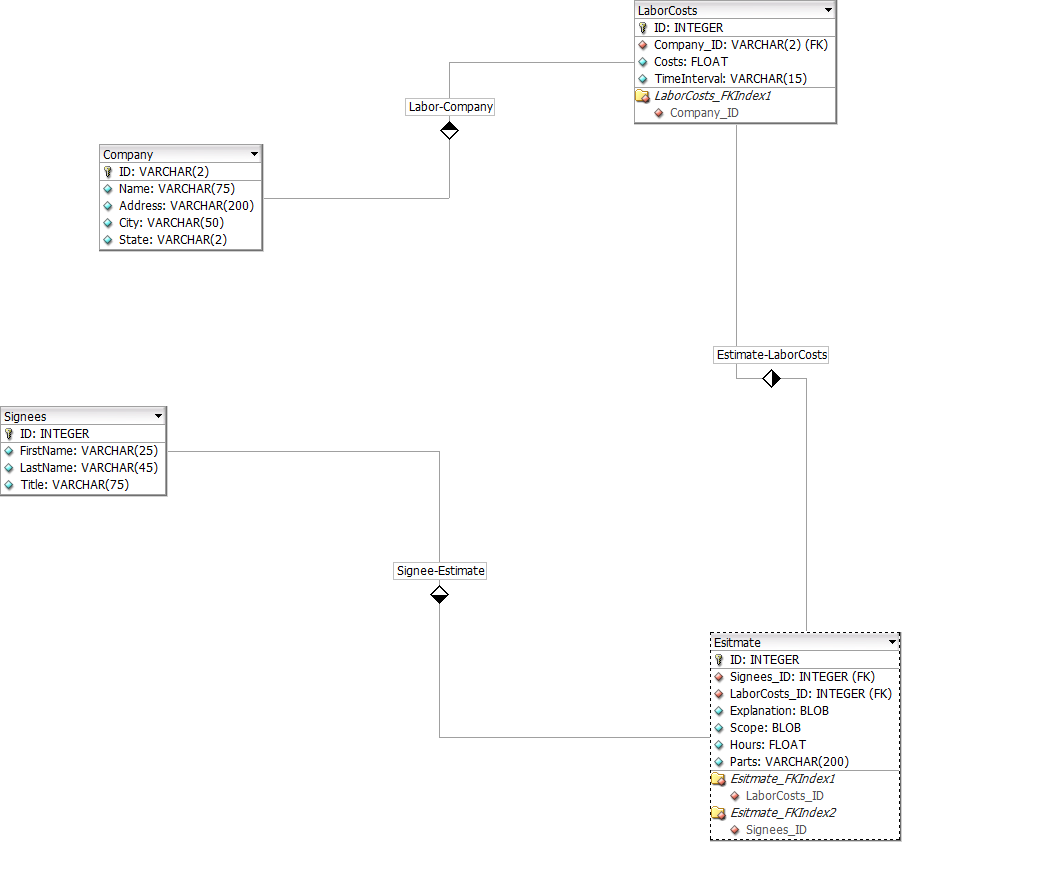 LaborCosts
ID: INTEGER
Company_ID: VARCHAR(2) (FK)
Costs: FLOAT
TimeInterval: VARCHAR(15)
LaborCosts_FKIndex1
Company_ID
Labor-Company
Company
ID: VARCHAR(2)
Name: VARCHAR(75)
Address: VARCHAR(200)
City: VARCHAR(50)
State: VARCHAR(2)
Estimate-LaborCosts
Signees
ID: INTEGER
FirstName: VARCHAR(25)
LastName: VARCHAR(45)
Title: VARCHAR(75)
Signee-Estimate
Esitmate
ID: INTEGER
Signees_ID: INTEGER (FK)
LaborCosts_ID: INTEGER (FK)
Explanation: BLOB
Scope: BLOB
Hours: FLOAT
Parts: VARCHAR(200)
Esitmate_FKIndex1
LaborCosts_ID
Esitmate_FKIndex2
Signees_ID